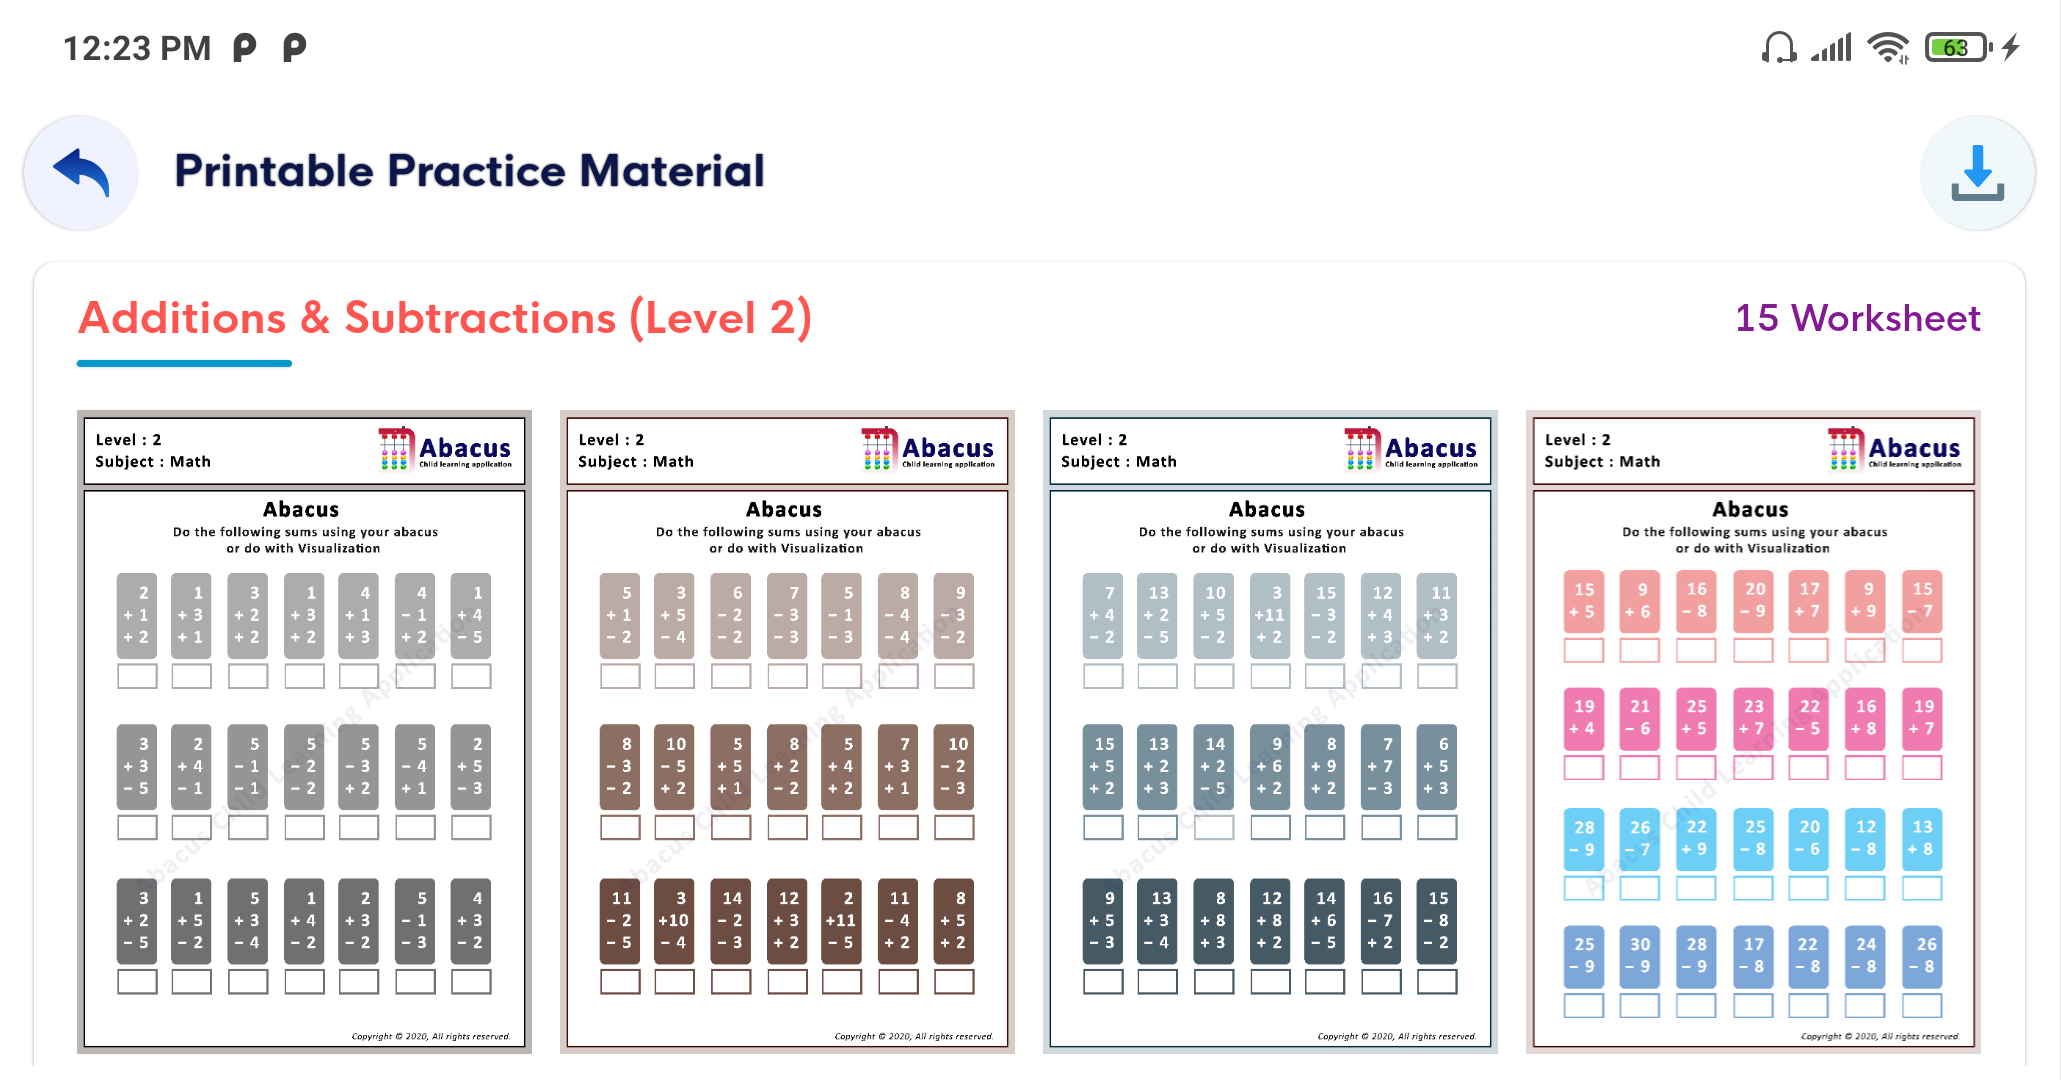 12:23 PM
63
Printable Practice Material
Additions & Subtractions (Level 2)
15 Worksheet
Level : 2
Subject : Math
Abacus
Child learning application
Abacus
Do the following sums using your abacus
or do with Visualization
2 1 3 1 4 4 1
+ 1 + 3 + 2 + 3 + 1 - 1 + 4
+ 2 + 1 + 2 + 2 + 3 + 2 - 5
3 2 5 5 5 5 2
+ 3 + 4 - 1 - 2 - 3 - 4 + 5
- 5 - 1 - 1 - 2 + 2 + 1 - 3
3 1 5 1 2 5 4
+ 2 + 5 + 3 + 4 + 3 - 1 + 3
- 5 - 2 - 4 - 2 - 2 - 3 - 2
Abacus Child Learning Application
Copyright © 2020, All rights reserved.
Level : 2
Subject : Math
Abacus
Child learning application
Abacus
Do the following sums using your abacus
or do with Visualization
5 3 6 7 5 8 9
+ 1 + 5 - 2 - 3 - 1 - 4 - 3
- 2 - 4 - 2 - 3 - 3 - 4 - 2
8 10 5 8 5 7 10
- 3 - 5 + 5 + 2 + 4 + 3 - 2
- 2 + 2 + 1 - 2 + 2 + 1 - 3
11 3 14 12 2 11 8
- 2 +10 - 2 + 3 +11 - 4 + 5
- 5 - 4 - 3 + 2 - 5 + 2 + 2
Abacus Child Learning Application
Copyright © 2020, All rights reserved.
Level : 2
Subject : Math
Abacus
Child learning application
Abacus
Do the following sums using your abacus
or do with Visualization
7 13 10 3 15 12 11
+ 4 + 2 + 5 +11 - 3 + 4 + 3
- 2 - 5 - 2 + 2 - 2 + 3 + 2
15 13 14 9 8 7 6
+ 5 + 2 + 2 + 6 + 9 + 7 + 5
+ 2 + 3 - 5 + 2 + 2 - 3 + 3
9 13 8 12 14 16 15
+ 5 + 3 + 8 + 8 + 6 - 7 - 8
- 3 - 4 + 3 + 2 - 5 + 2 - 2
Abacus Child Learning Application
Copyright © 2020, All rights reserved.
Level : 2
Subject : Math
Abacus
Child learning application
Abacus
Do the following sums using your abacus
or do with Visualization
15 9 16 20 17 9 15
+ 5 + 6 - 8 - 9 + 7 + 9 - 7
19 21 25 23 22 16 19
+ 4 - 6 + 5 + 7 - 5 + 8 + 7
28 26 22 25 20 12 13
- 9 - 7 + 9 - 8 - 6 - 8 + 8
25 30 28 17 22 24 26
- 9 - 9 - 9 - 8 - 8 - 8 - 8
Abacus Child Learning Application
Copyright © 2020, All rights reserved.